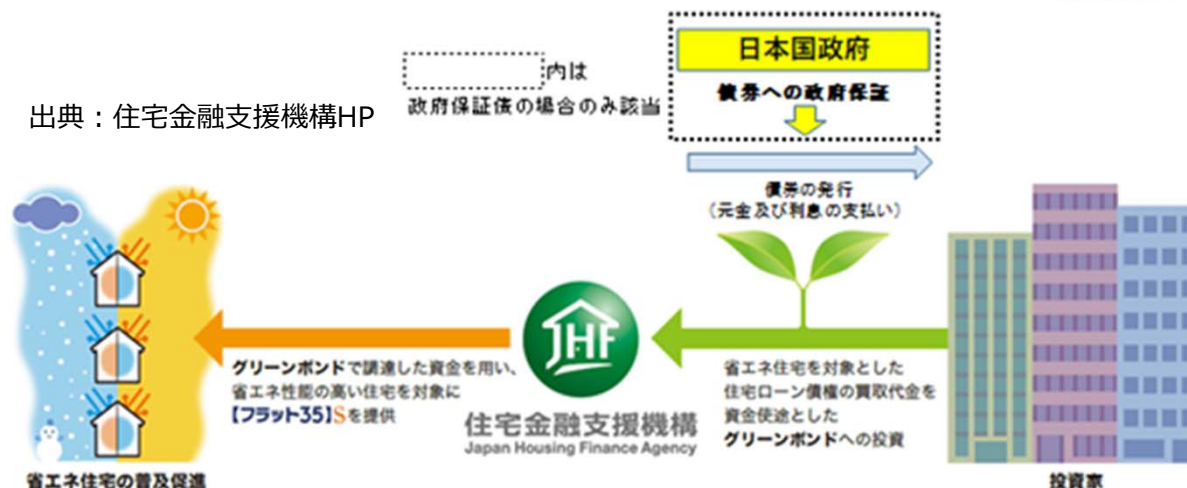 日本国政府
債券への政府保証
内は
政府保証債の場合のみ該当
出典：住宅金融支援機構HP
債券の発行
（元金及び利息の支払い）
JHF
住宅金融支援機構
Japan Housing Finance Agency
グリーンボンドで調達した資金を用い、
省エネ性能の高い住宅を対象に
【フラット35】Sを提供
省エネ住宅を対象とした
住宅ローン債権の買取代金を
資金使途とした
グリーンボンドへの投資
省エネ住宅の普及促進
投資家